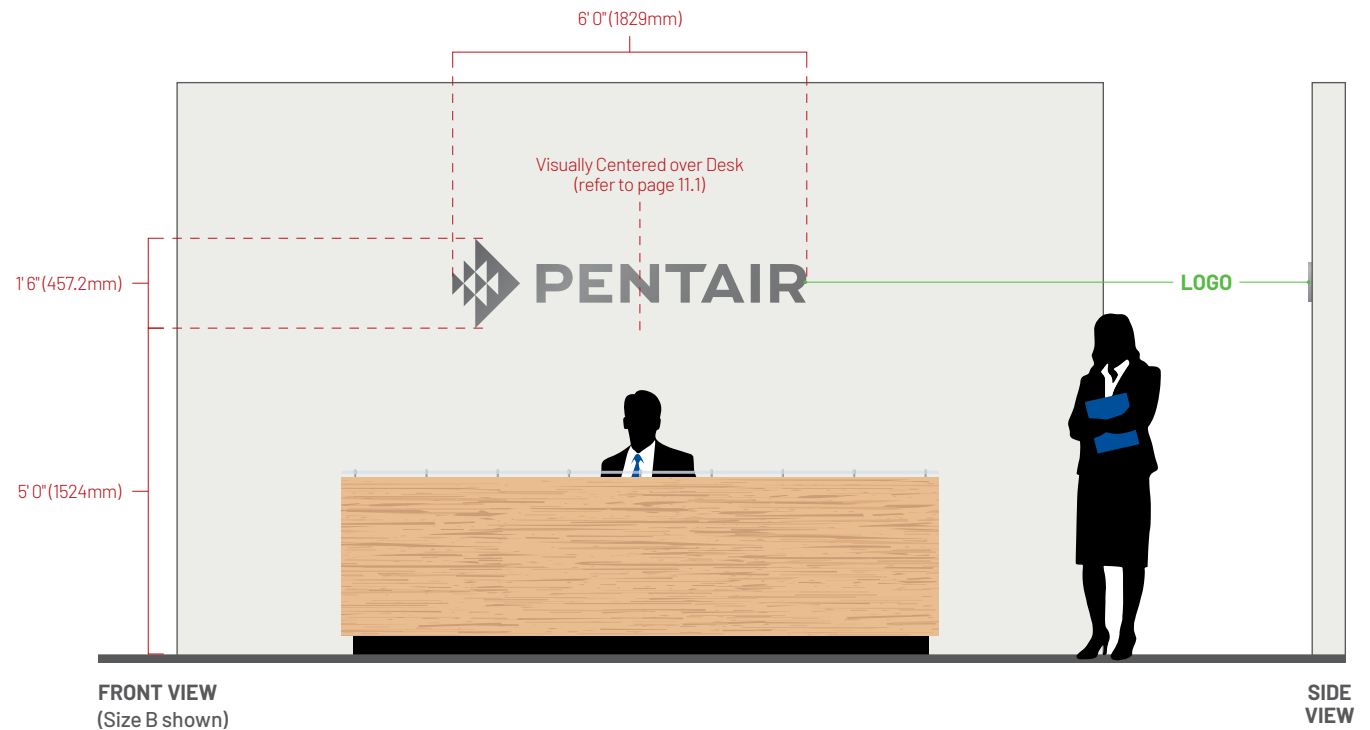 6' 0" (1829mm)
Visually Centered over Desk
(refer to page 11.1)
1' 6" (457.2mm)
PENTAIR
LOGO
5' 0" (1524mm)
FRONT VIEW
(Size B shown)
SIDE
VIEW